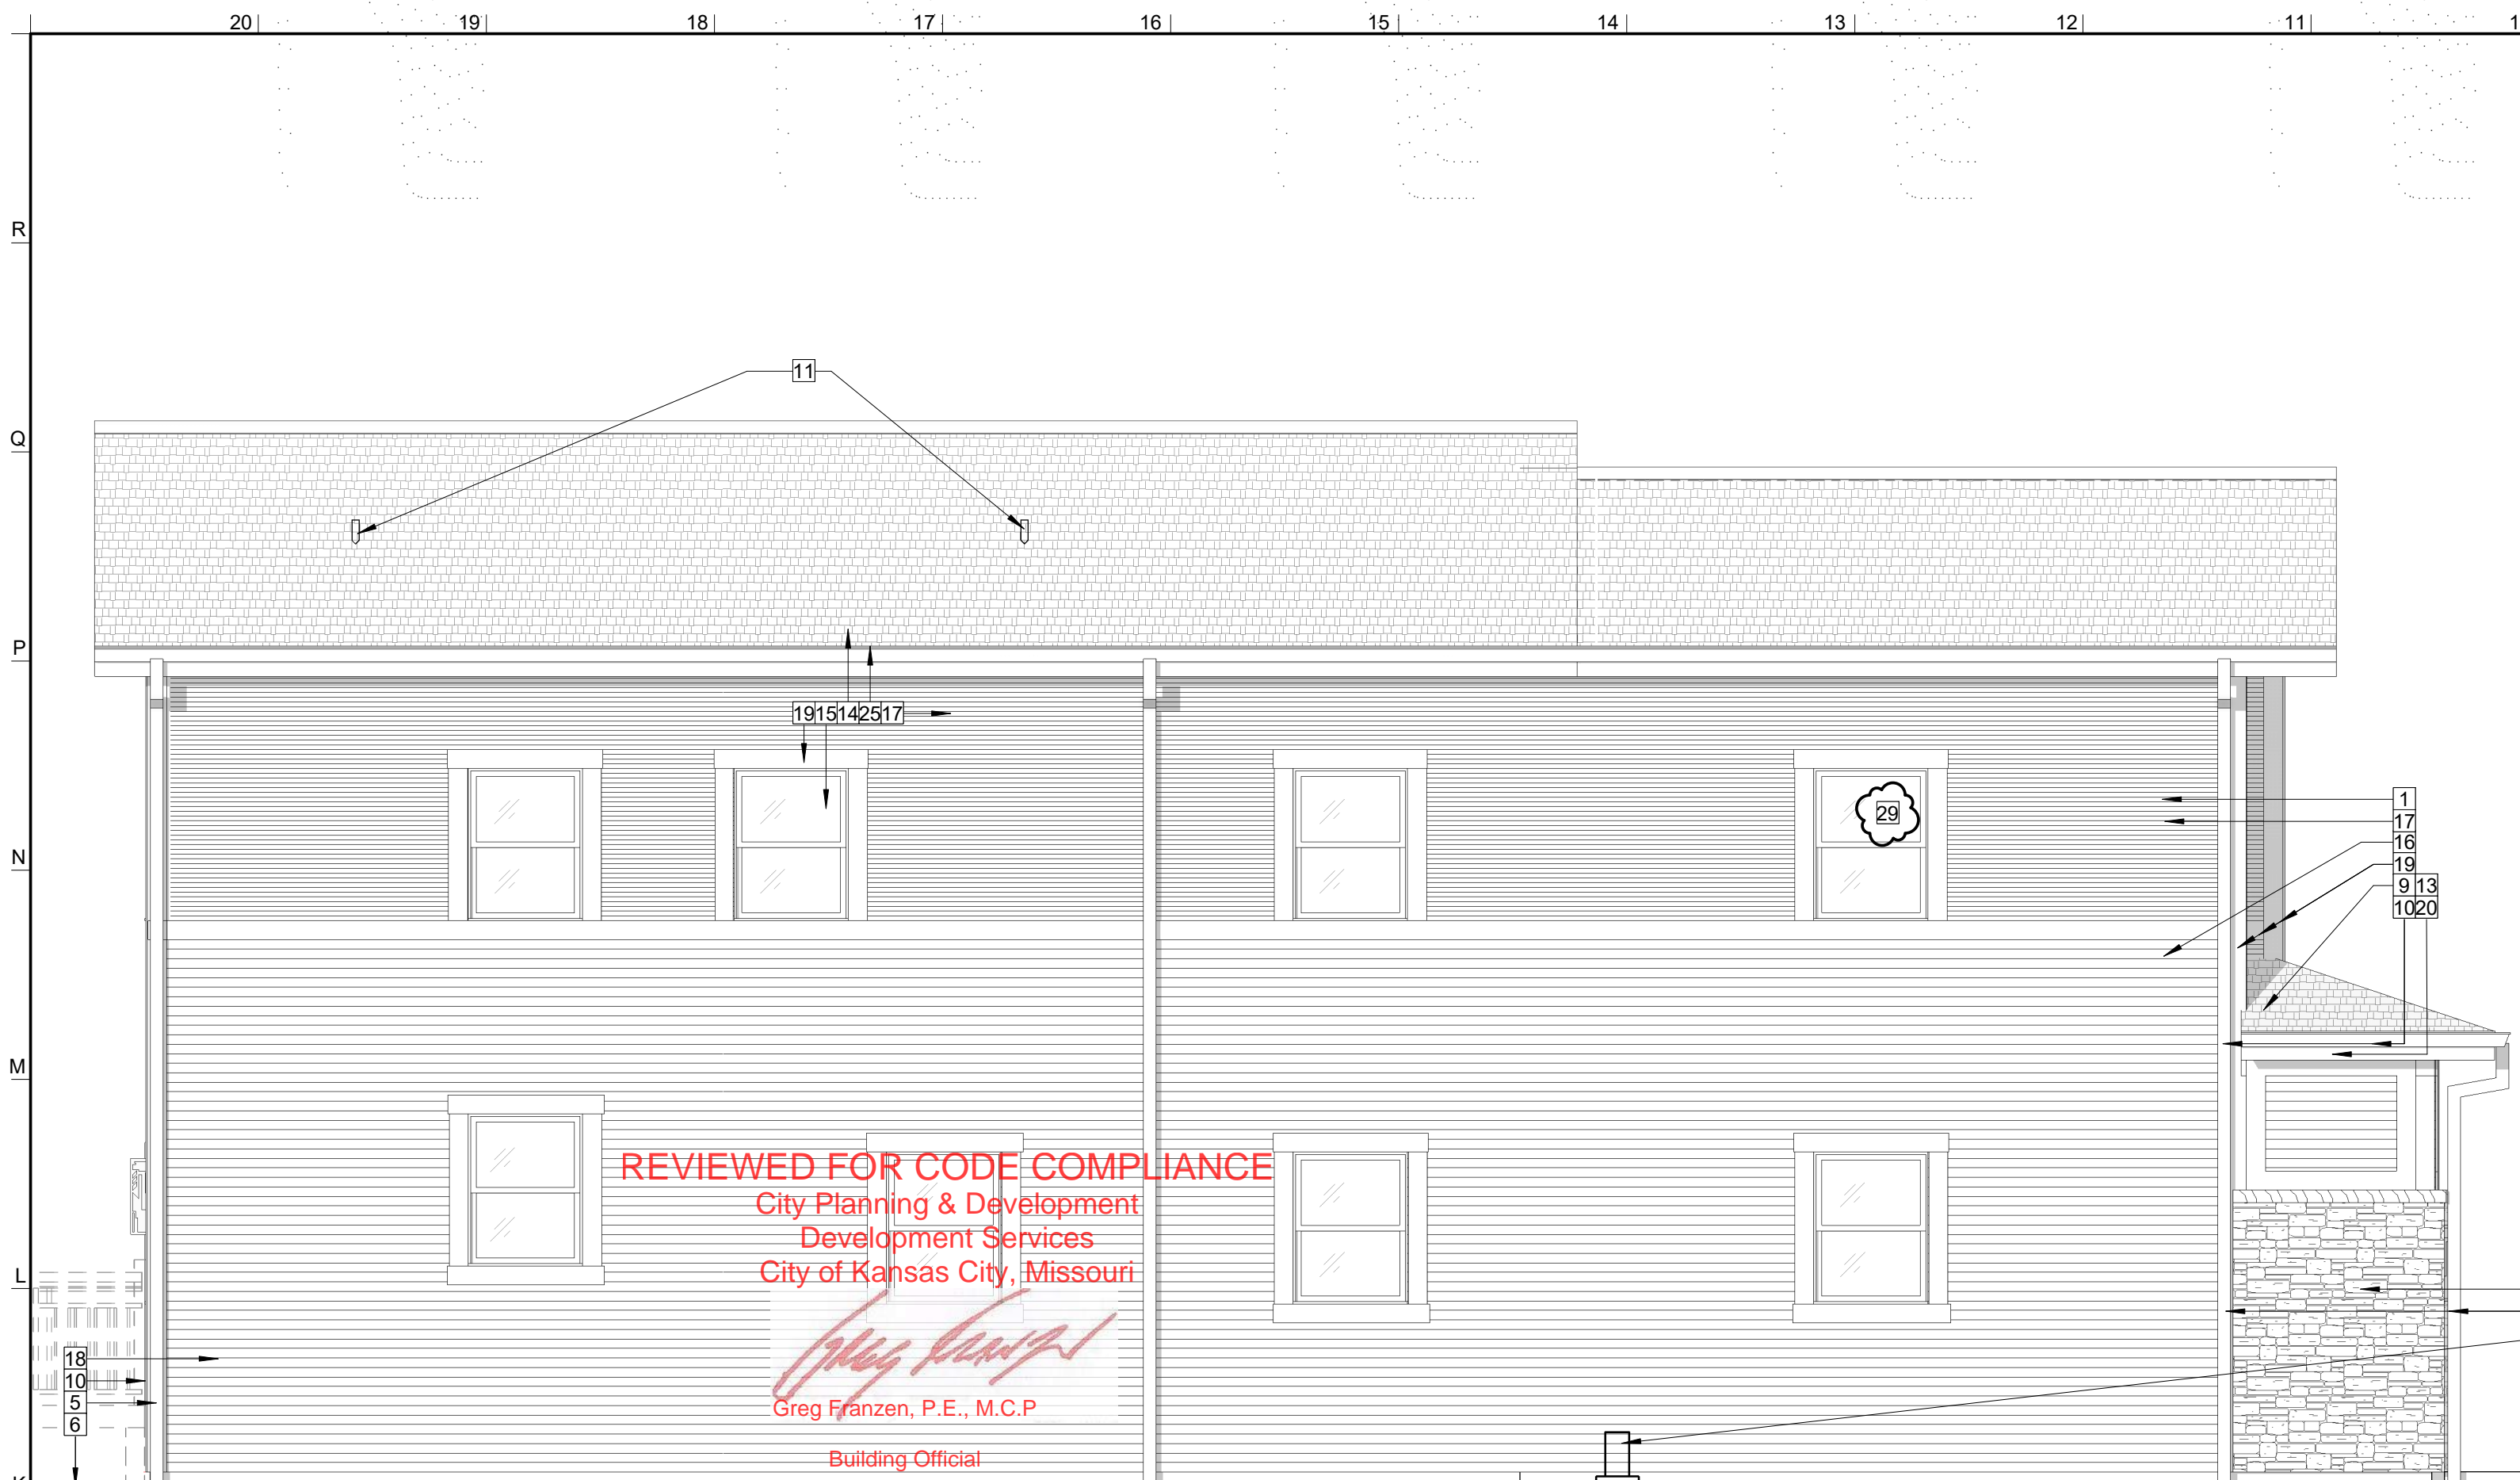 20 19 18 17 16 15 14 13 12 11 1
R
11
Q
P
19 15 14 25 17
29
1
17
16
19
9 13
10 20
N
M
REVIEWED FOR CODE COMPLIANCE
City Planning & Development
Development Services
City of Kansas City, Missouri
L
18
10
5
6
Greg Franzen, P.E., M.C.P
Building Official
K